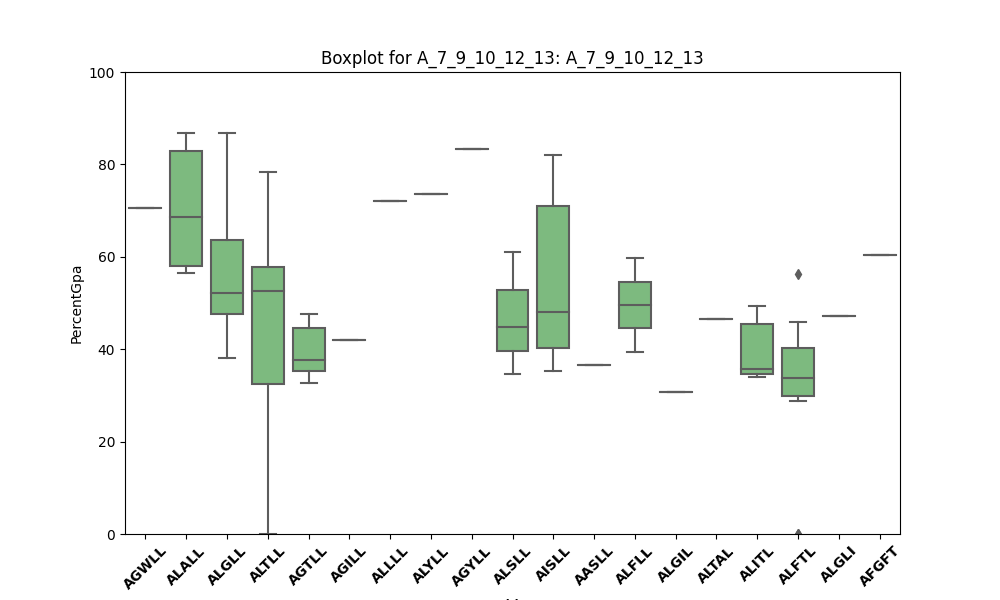 Boxplot for A_7_9_10_12_13: A_7_9_10_12_13
PercentGpa
100
80
60
40
20
0
AGWLL
ALALL
ALGLL
ALTLL
AGTLL
AGILL
ALLLL
ALYLL
AGYLL
ALSLL
AISLL
AASLL
ALFLL
ALGIL
ALTAL
ALITL
ALFTL
ALGLI
AFGFT